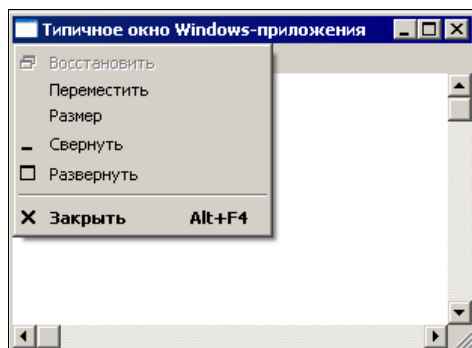 Типичное окно Windows-приложения
Восстановить
Переместить
Размер
Свернуть
Развернуть
Закрыть Alt+F4